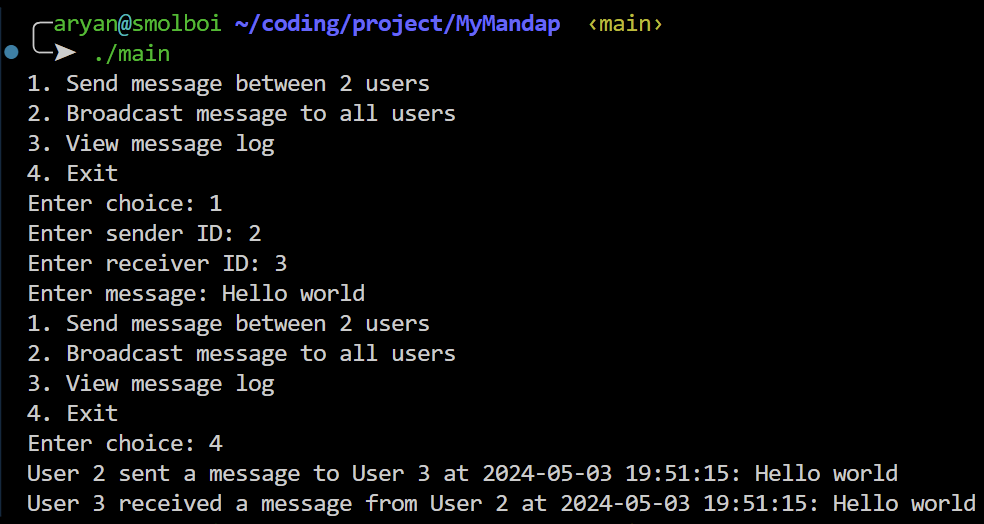 aryan@smolboi ~/coding/project/MyMandap ‹main›
➤ ./main
1. Send message between 2 users
2. Broadcast message to all users
3. View message log
4. Exit
Enter choice: 1
Enter sender ID: 2
Enter receiver ID: 3
Enter message: Hello world
1. Send message between 2 users
2. Broadcast message to all users
3. View message log
4. Exit
Enter choice: 4
User 2 sent a message to User 3 at 2024-05-03 19:51:15: Hello world
User 3 received a message from User 2 at 2024-05-03 19:51:15: Hello world